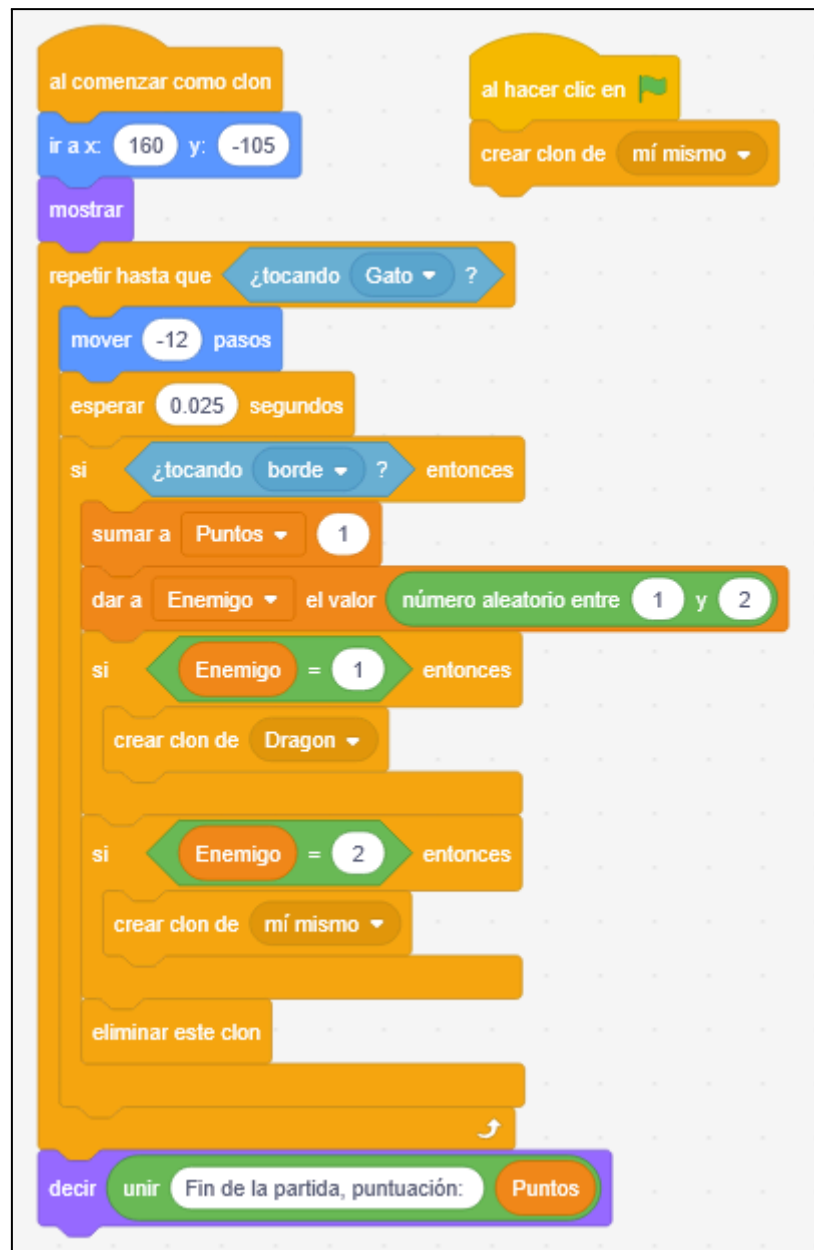 al comenzar como clon
ir a x: 160 y: -105
mostrar
repetir hasta que ¿tocando Gato ?
mover -12 pasos
esperar 0.025 segundos
si ¿tocando borde ? entonces
sumar a Puntos 1
dar a Enemigo el valor número aleatorio entre 1 y 2
si Enemigo = 1 entonces
crear clon de Dragon
si Enemigo = 2 entonces
crear clon de mí mismo
eliminar este clon
decir unir Fin de la partida, puntuación: Puntos
al hacer clic en
crear clon de mí mismo